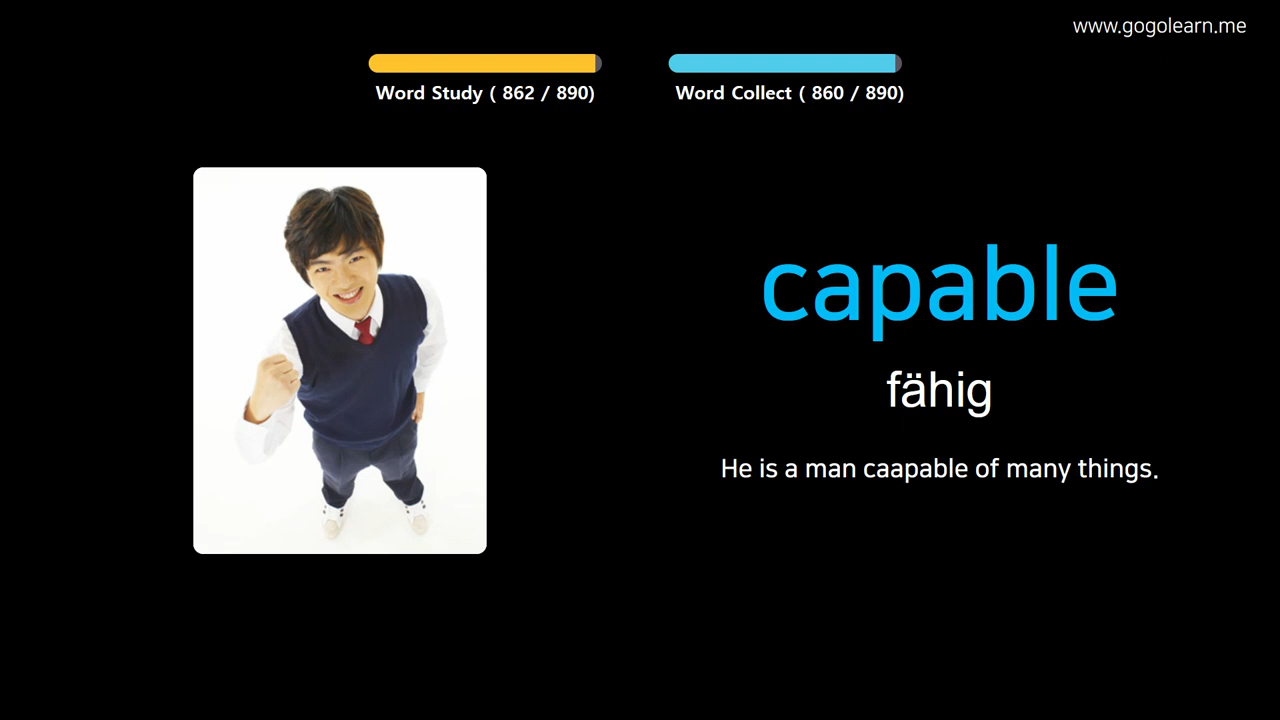 www.gogolearn.me
Word Study ( 862 / 890)
Word Collect ( 860 / 890)
capable
fähig
He is a man caapable of many things.